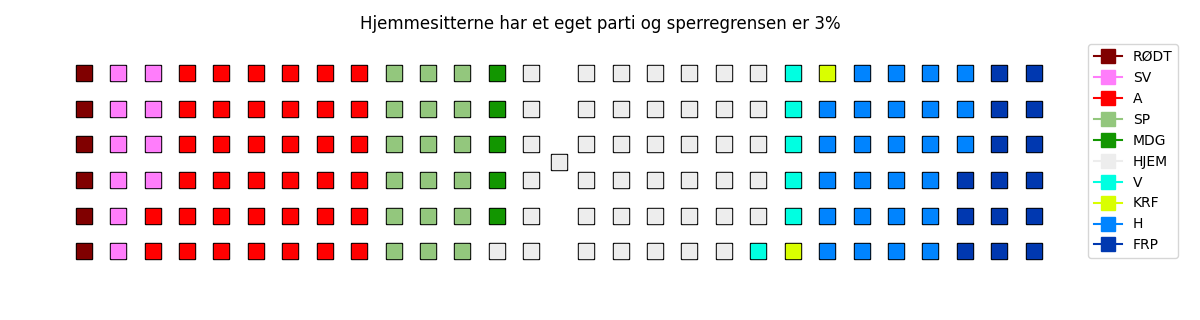 Hjemmesitterne har et eget parti og sperregrensen er 3%
RØDT
SV
A
SP
MDG
HJEM
V
KRF
H
FRP